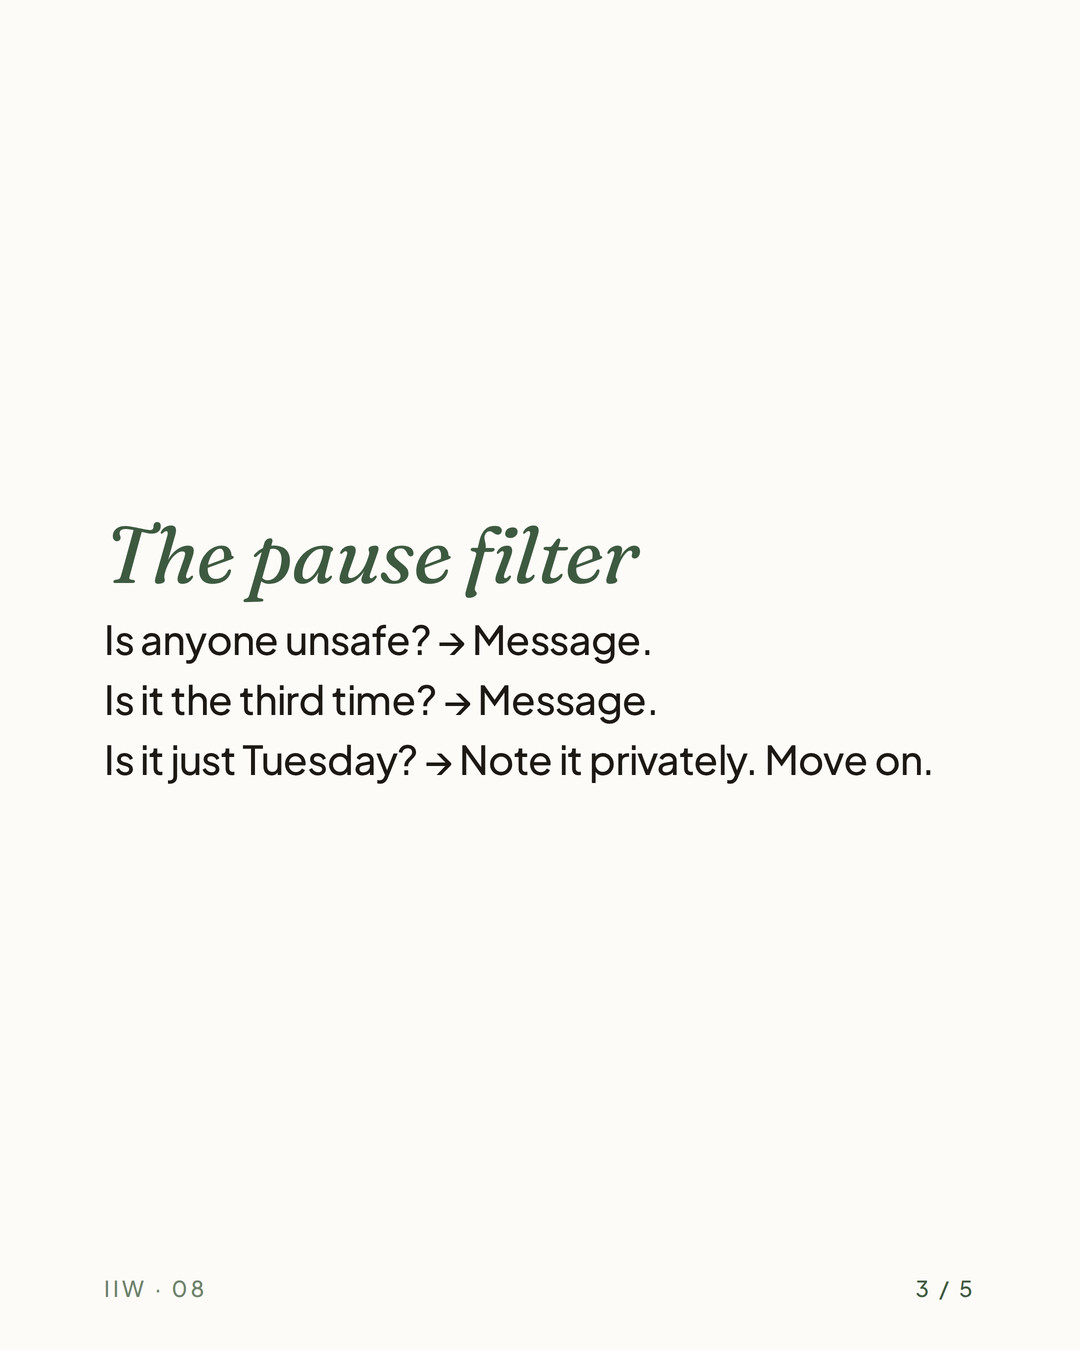 The pause filter
Is anyone unsafe? → Message.
Is it the third time? → Message.
Is it just Tuesday? → Note it privately. Move on.
IIW · 08
3 / 5